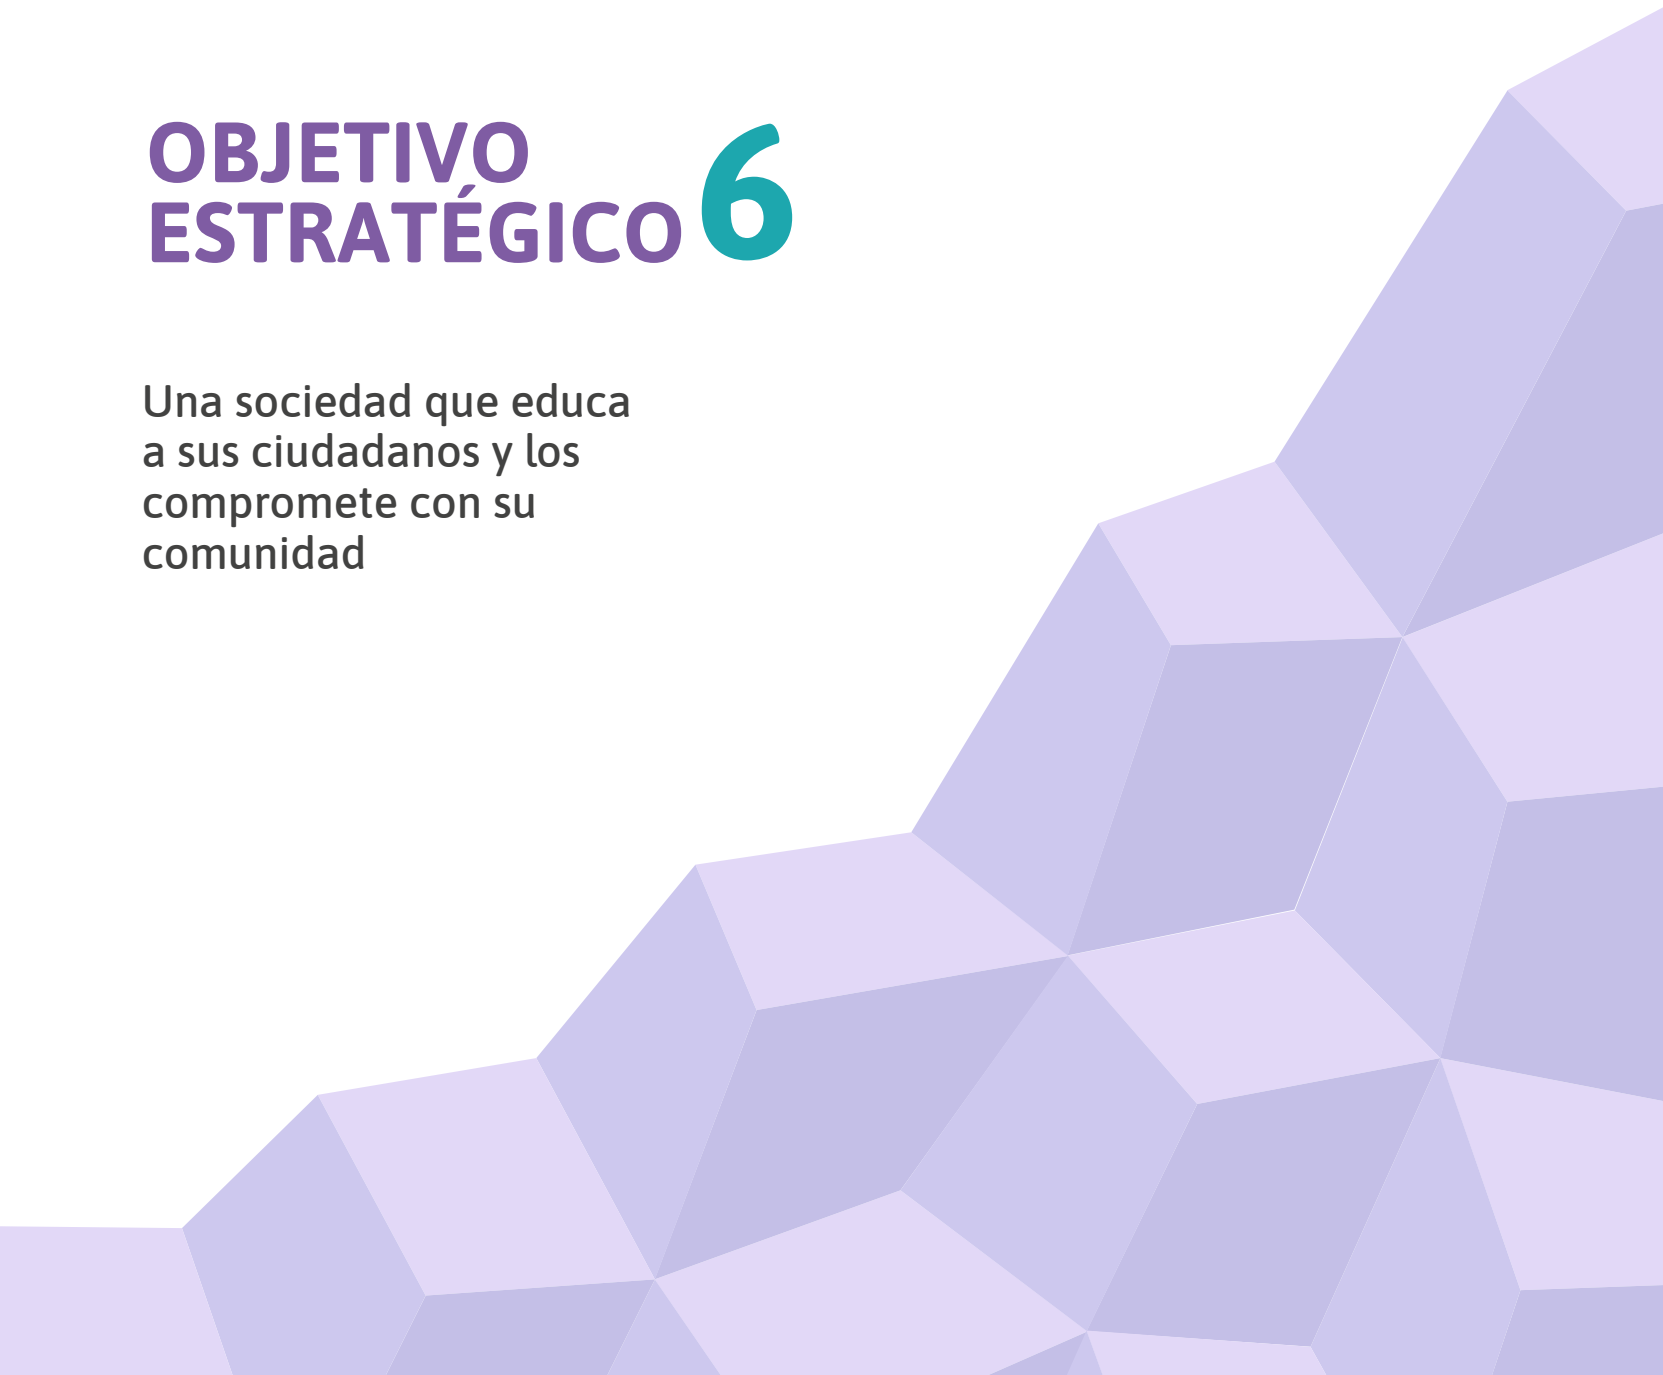 OBJETIVO
ESTRATÉGICO 6
Una sociedad que educa
a sus ciudadanos y los
compromete con su
comunidad